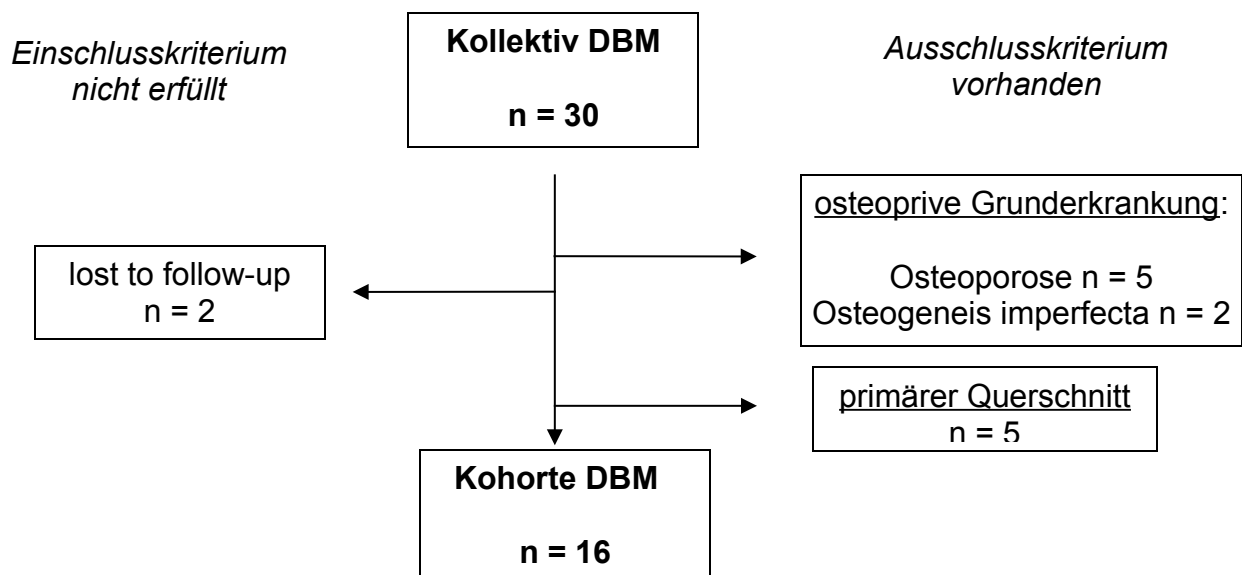 Einschlusskriterium
nicht erfüllt
Kollektiv DBM
n = 30
Ausschlusskriterium
vorhanden
osteoprive Grunderkrankung:
Osteoporose n = 5
Osteogeneis imperfecta n = 2
lost to follow-up
n = 2
primärer Querschnitt
n = 5
Kohorte DBM
n = 16